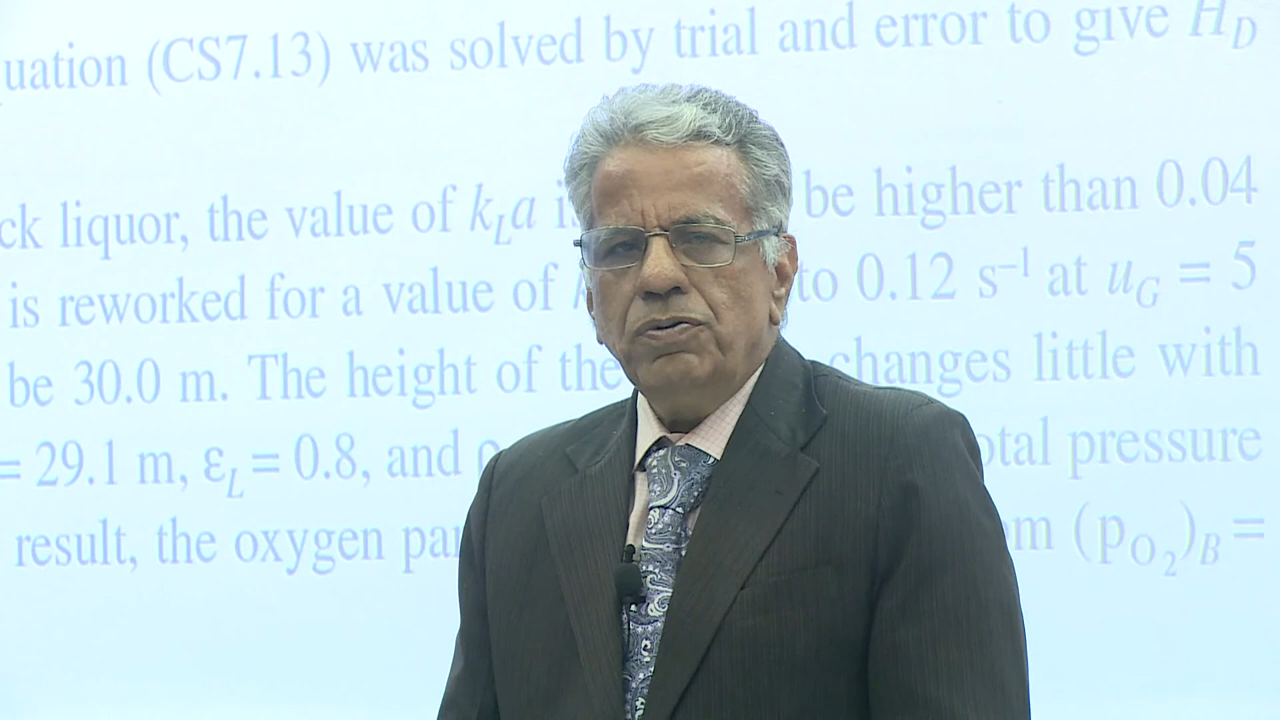 uation (CS7.13) was solved by trial and error to give H_D
ck liquor, the value of k_La be higher than 0.04
is reworked for a value of to 0.12 s⁻¹ at u_G = 5
be 30.0 m. The height of the changes little with
= 29.1 m, ε_L = 0.8, and otal pressure
result, the oxygen (p_O₂)_B =